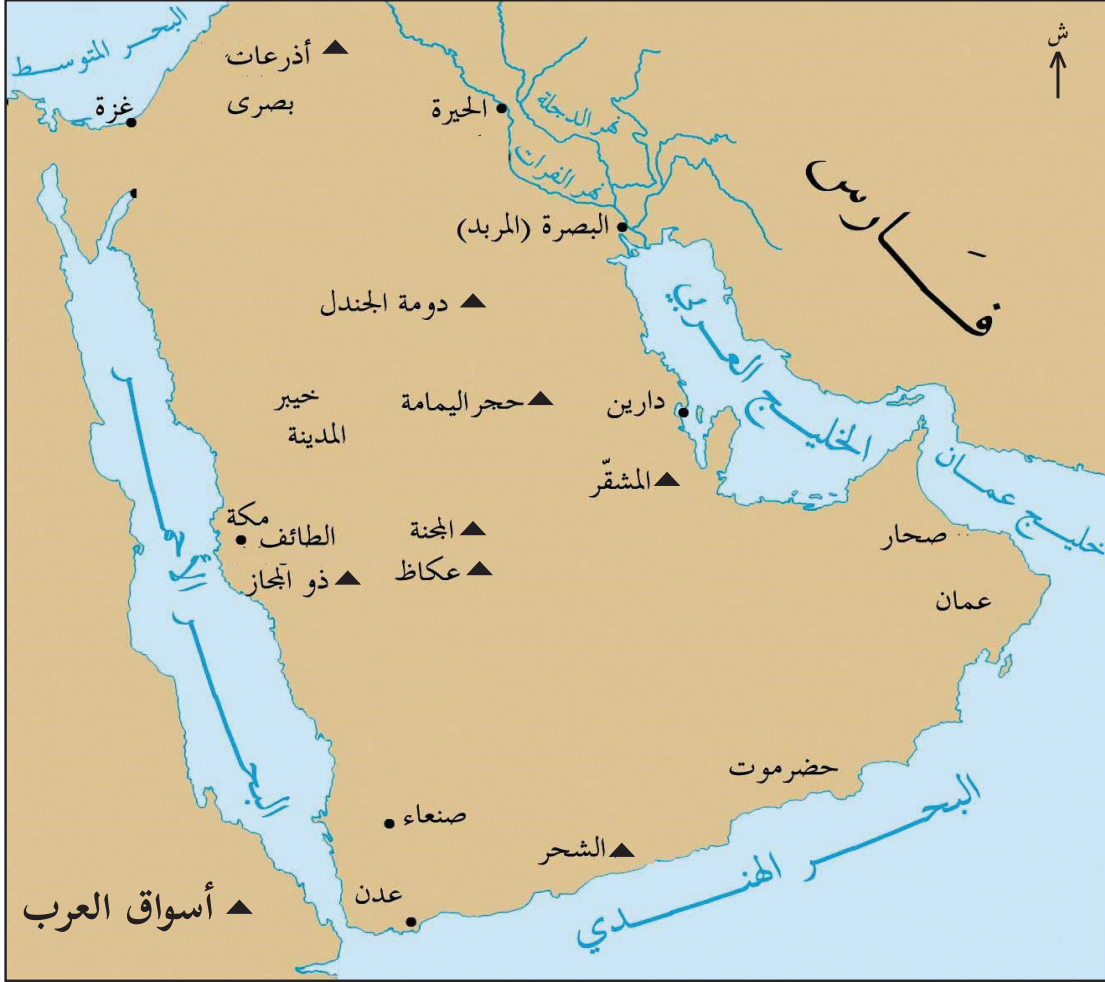 البحر المتوسط
ش
أذرعات
بصرى
غزة
الحيرة
نهر الدجلة
نهر الفرات
فَارس
البصرة (المربد)
دومة الجندل
الخليج العربي
خيبر
المدينة
حجر اليمامة
دارين
المشقّر
خليج عمان
صحار
عمان
مكة
الطائف
المجنة
عكاظ
ذو المجاز
البحر الأحمر
حضرموت
صنعاء
الشحر
عدن
البحر الهندي
أسواق العرب